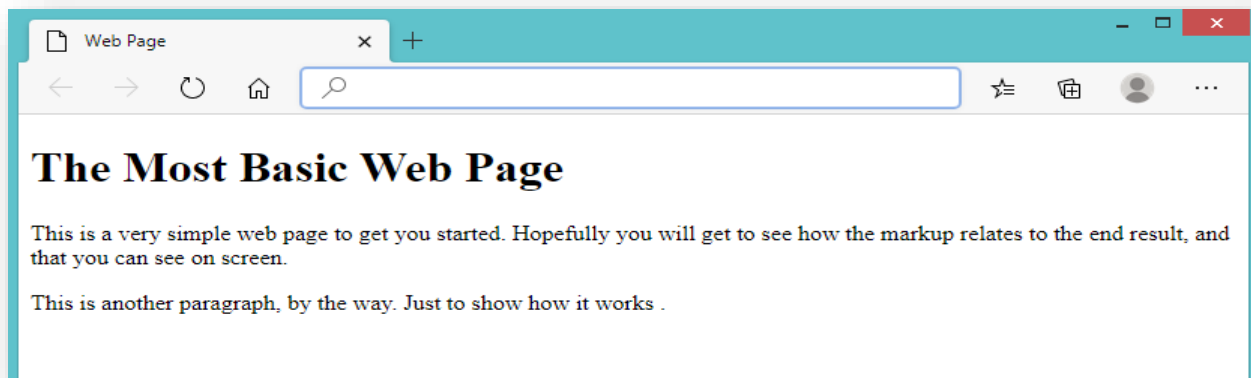 Web Page
The Most Basic Web Page
This is a very simple web page to get you started. Hopefully you will get to see how the markup relates to the end result, and
that you can see on screen.
This is another paragraph, by the way. Just to show how it works .